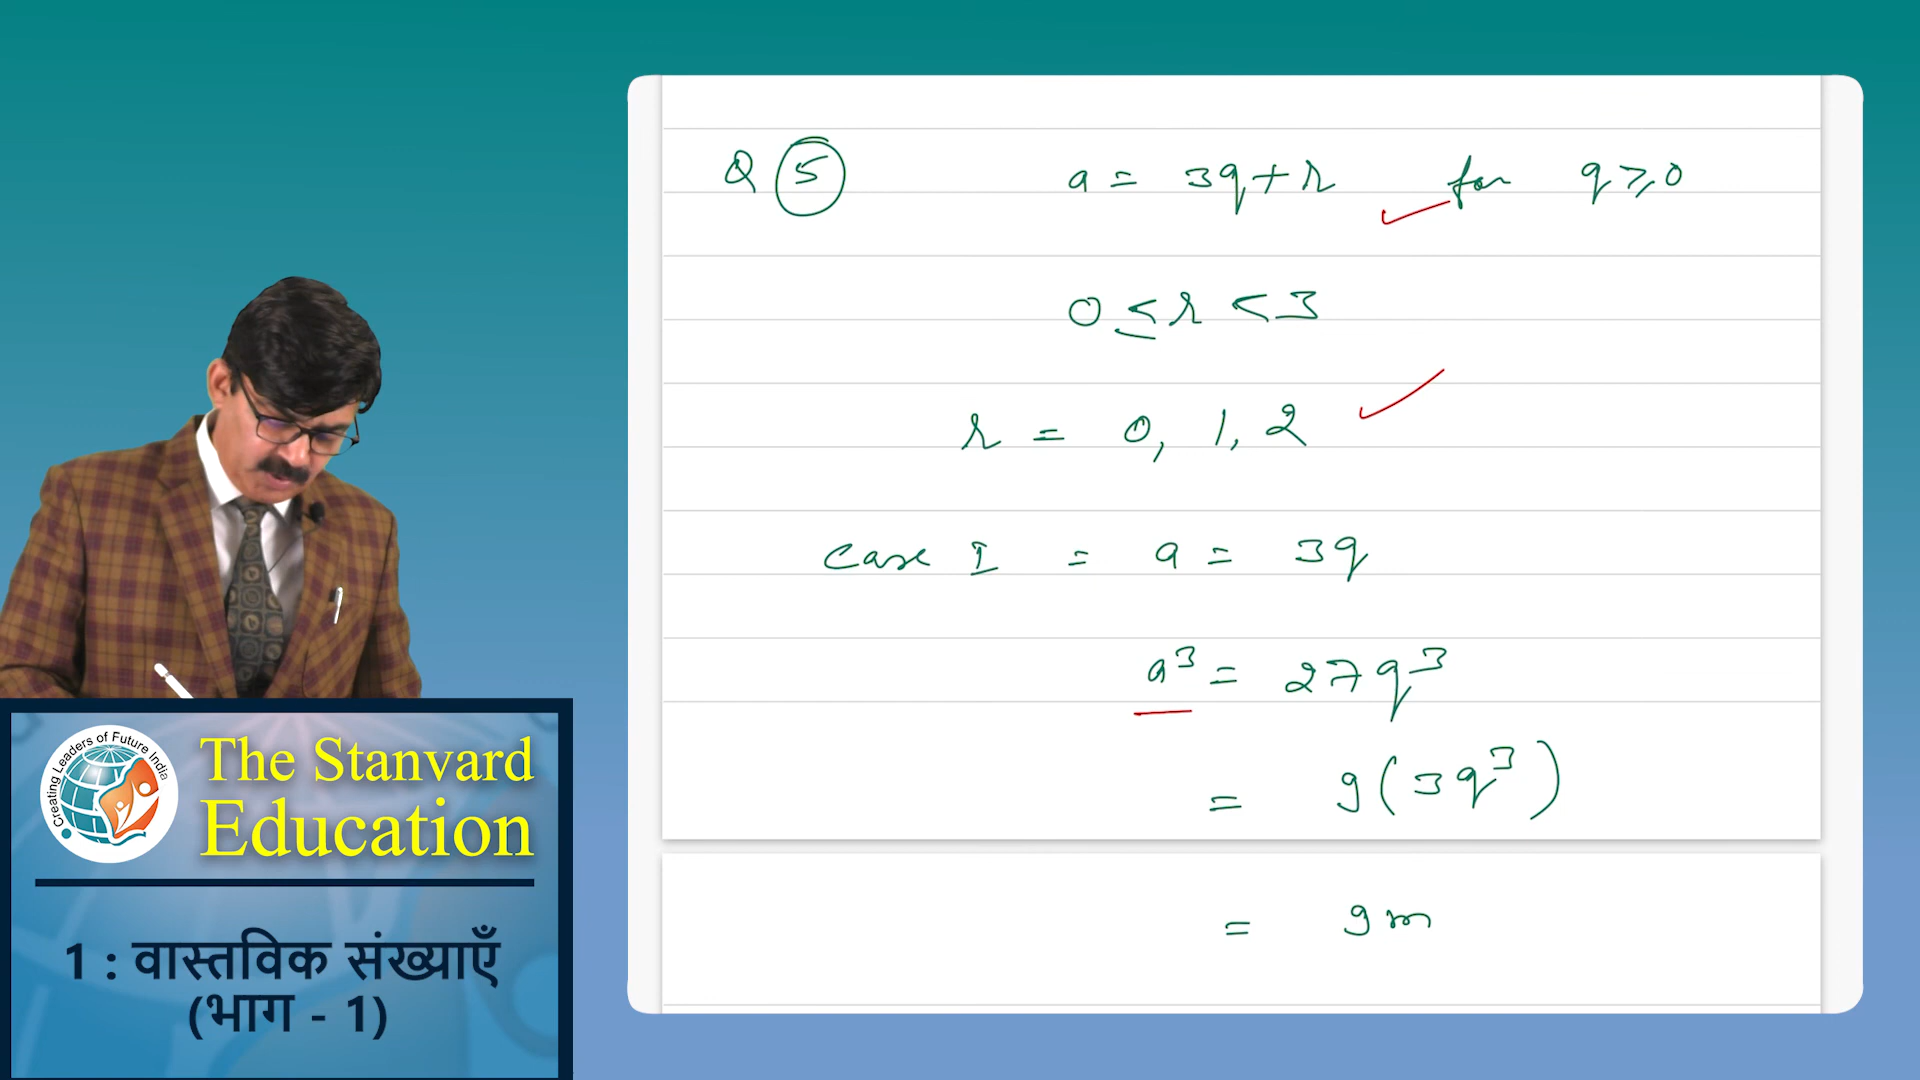 Q 5 a = 3q + r for q ⩾ 0
0 ≤ r < 3
r = 0, 1, 2
Case I = a = 3q
a³ = 27q³
= 9(3q³)
= 9m
Creating Leaders of Future India
The Stanvard
Education
1 : वास्तविक संख्याएँ
(भाग - 1)